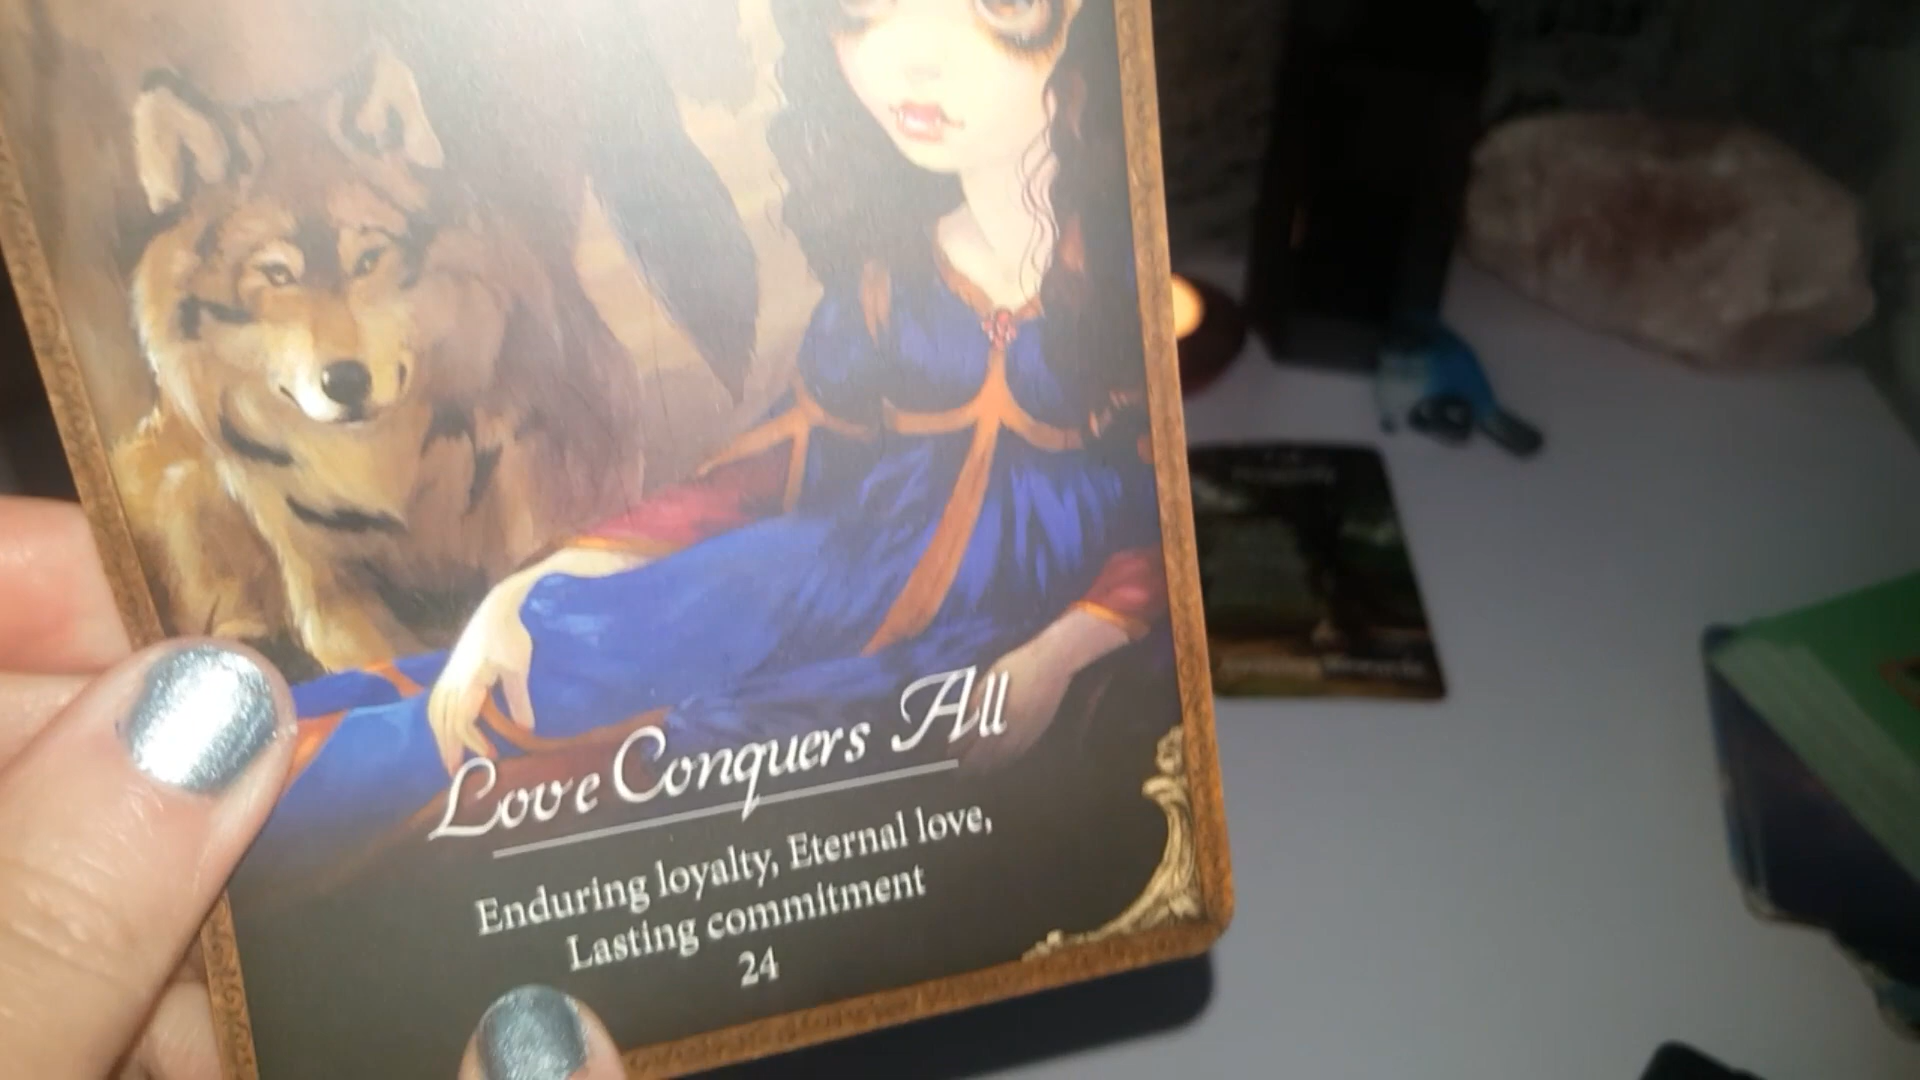 Love Conquers All
Enduring loyalty, Eternal love,
Lasting commitment
24